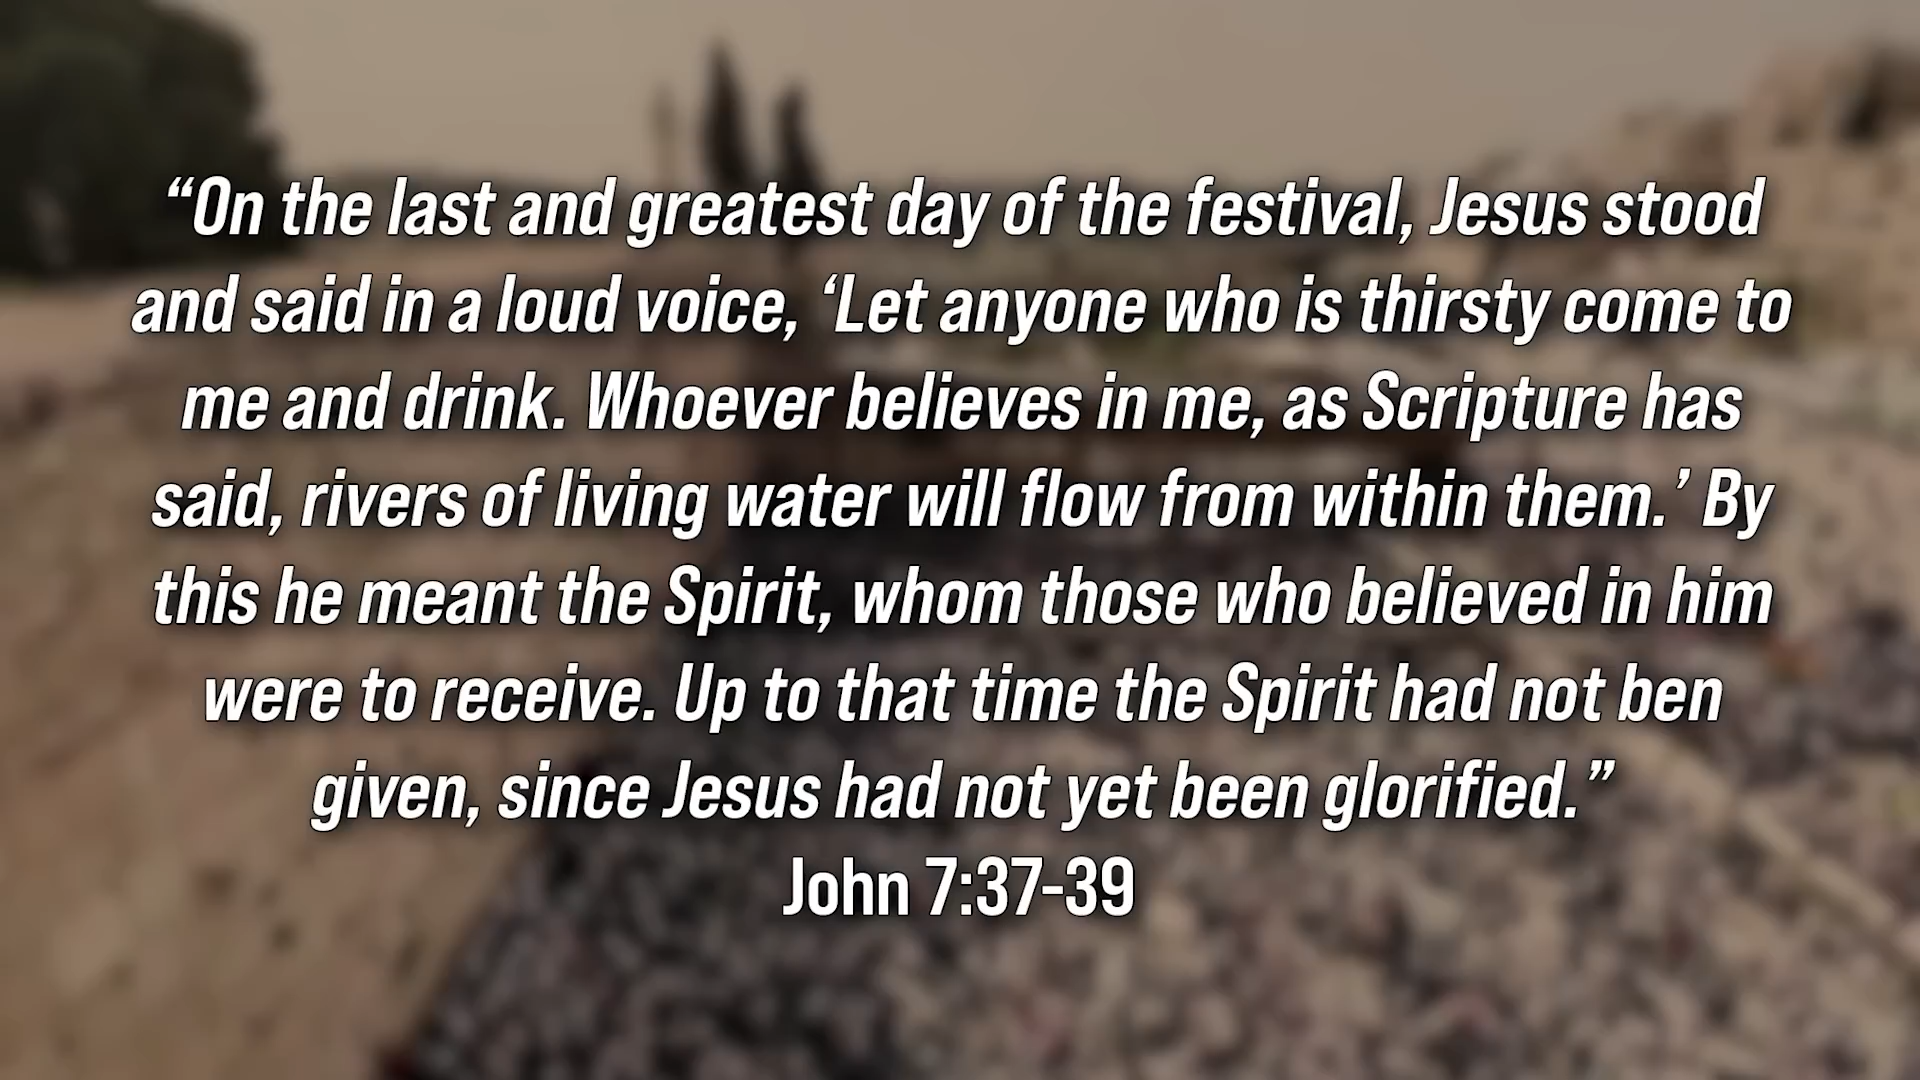 “On the last and greatest day of the festival, Jesus stood
and said in a loud voice, ‘Let anyone who is thirsty come to
me and drink. Whoever believes in me, as Scripture has
said, rivers of living water will flow from within them.’ By
this he meant the Spirit, whom those who believed in him
were to receive. Up to that time the Spirit had not ben
given, since Jesus had not yet been glorified.”
John 7:37-39